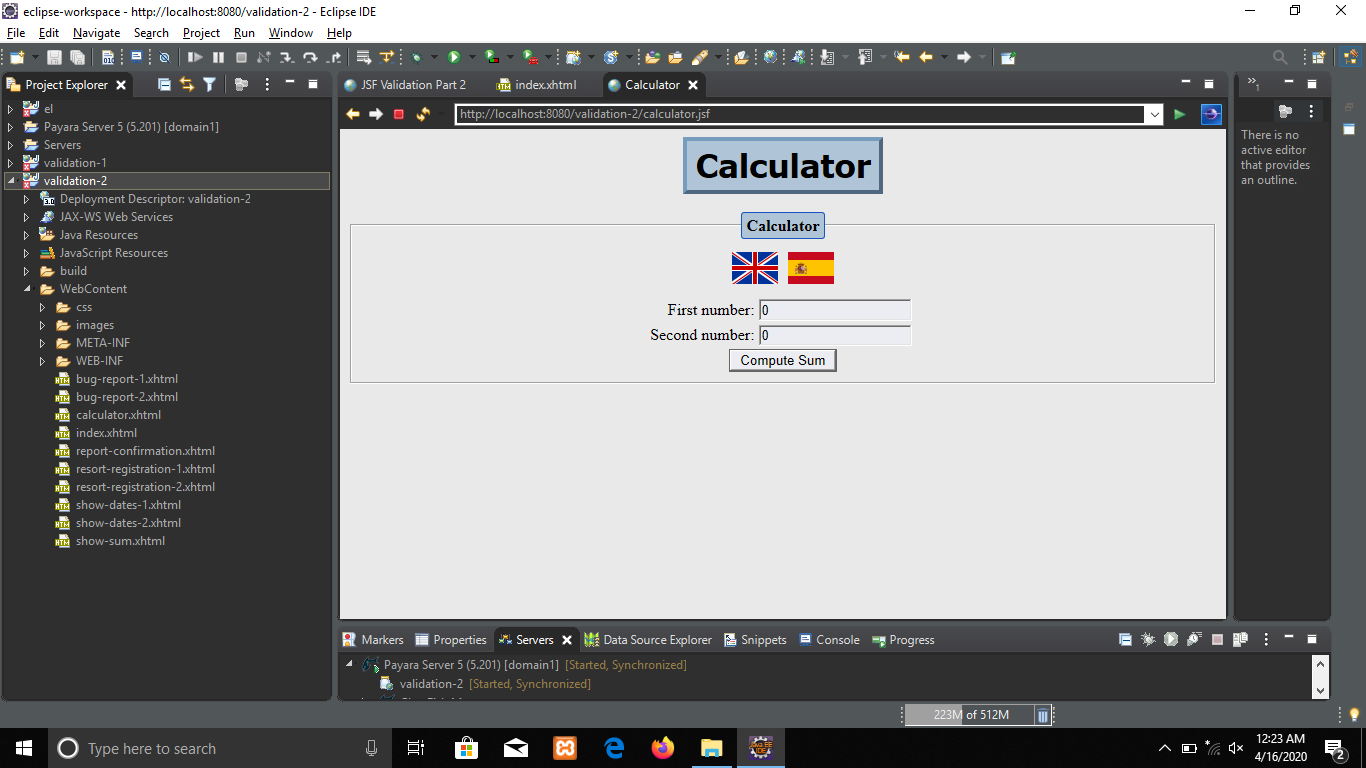 eclipse-workspace - http://localhost:8080/validation-2 - Eclipse IDE
File Edit Navigate Search Project Run Window Help
Project Explorer
JSF Validation Part 2 index.xhtml Calculator
1
el
Payara Server 5 (5.201) [domain1]
Servers
validation-1
validation-2
Deployment Descriptor: validation-2
JAX-WS Web Services
Java Resources
JavaScript Resources
build
WebContent
css
images
META-INF
WEB-INF
bug-report-1.xhtml
bug-report-2.xhtml
calculator.xhtml
index.xhtml
report-confirmation.xhtml
resort-registration-1.xhtml
resort-registration-2.xhtml
show-dates-1.xhtml
show-dates-2.xhtml
show-sum.xhtml
http://localhost:8080/validation-2/calculator.jsf
Calculator
Calculator
First number: 0
Second number: 0
Compute Sum
There is no
active editor
that provides
an outline.
Markers Properties Servers Data Source Explorer Snippets Console Progress
Payara Server 5 (5.201) [domain1] [Started, Synchronized]
validation-2 [Started, Synchronized]
223M of 512M
Type here to search
12:23 AM
4/16/2020
2